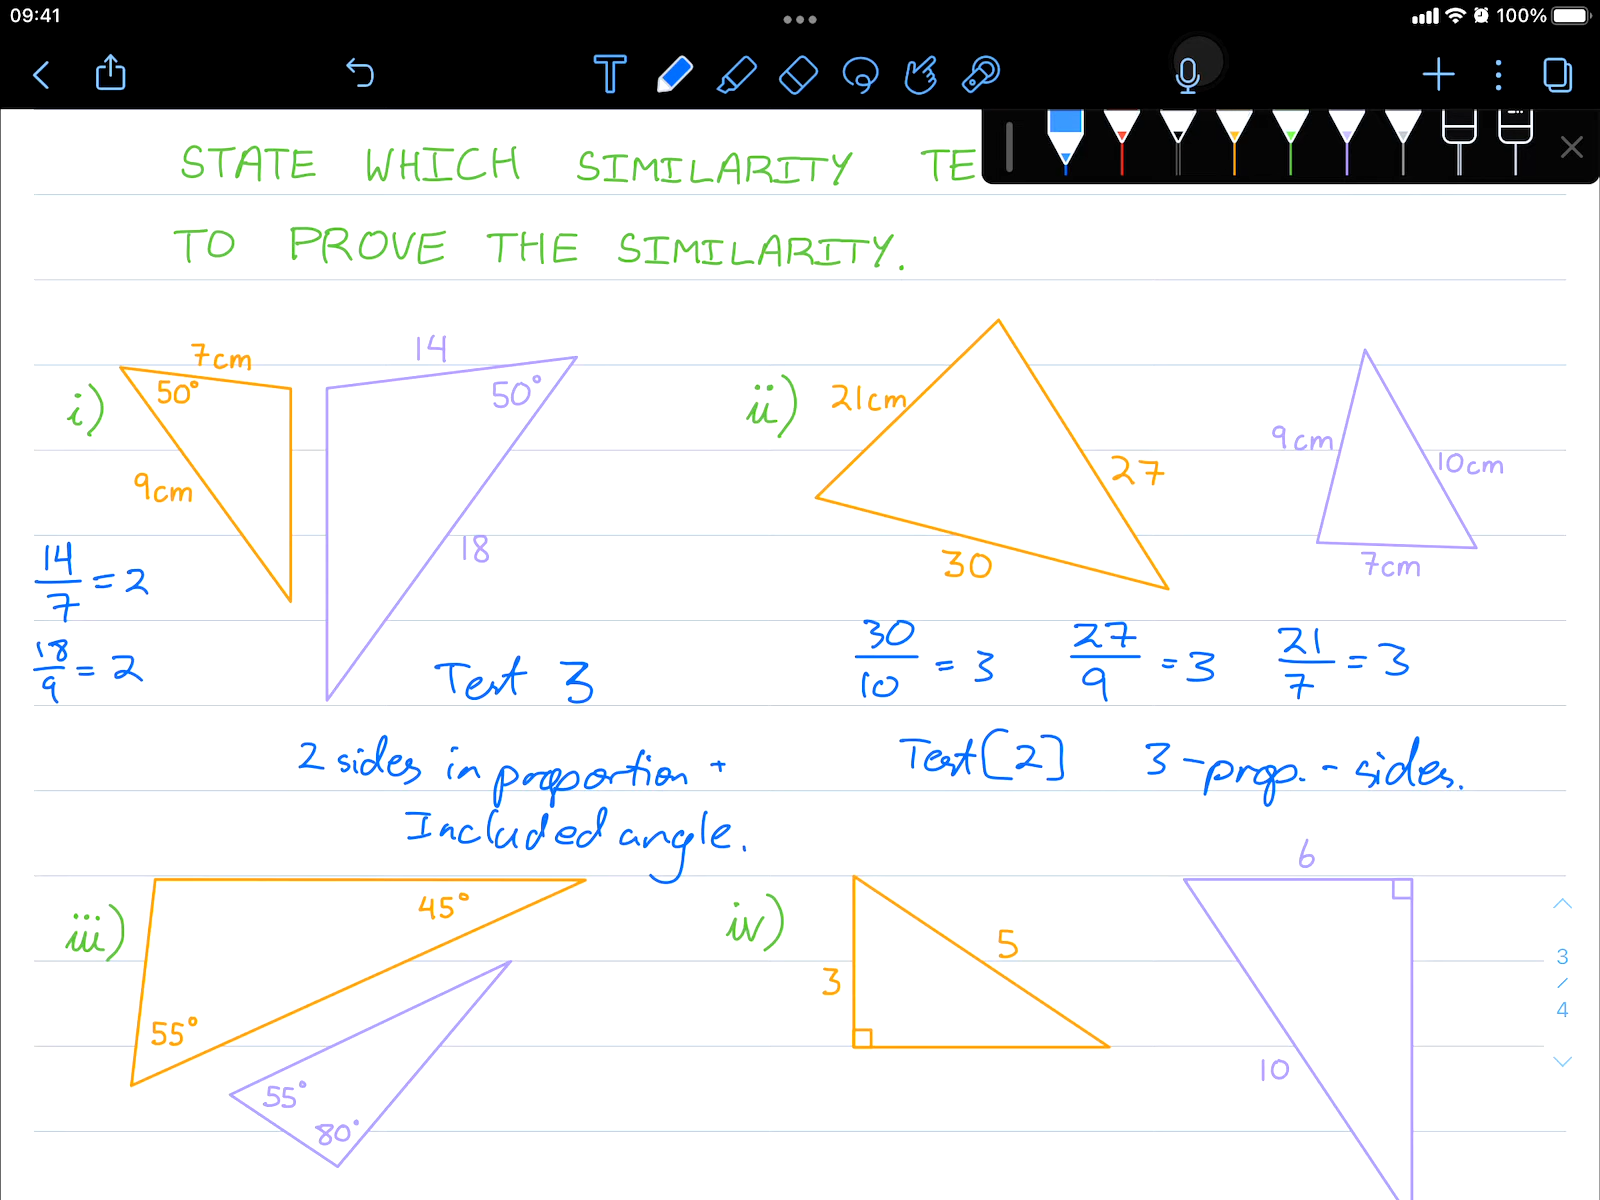 09:41
100%
STATE WHICH SIMILARITY TE
TO PROVE THE SIMILARITY.
i)
7cm
50°
9cm
14
50°
18
14/7 = 2
18/9 = 2
Test 3
2 sides in proportion +
Included angle.
ii)
21cm
27
30
9cm
10cm
7cm
30/10 = 3 27/9 = 3 21/7 = 3
Test [2] 3-prop.-sides.
iii)
45°
55°
55°
80°
iv)
3
5
6
10
3
/
4